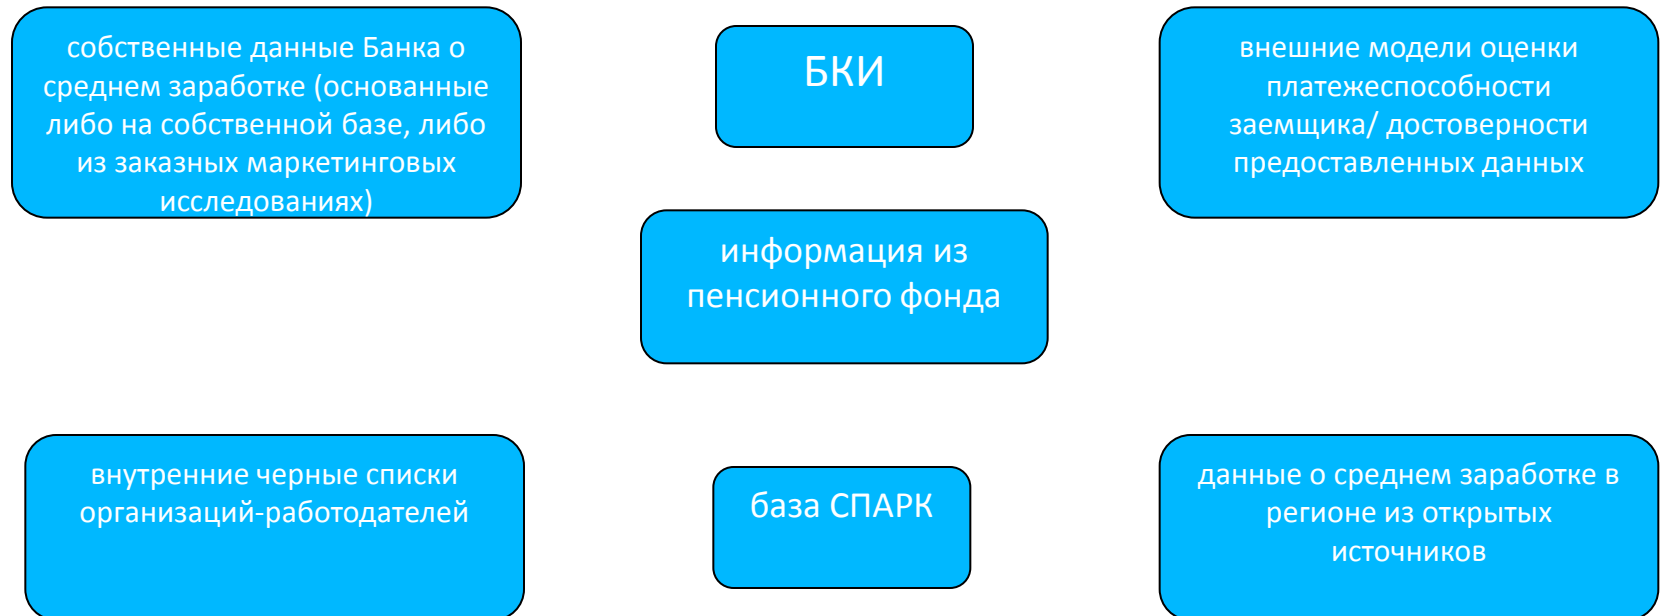 собственные данные Банка о
среднем заработке (основанные
либо на собственной базе, либо
из заказных маркетинговых
исследованиях)
БКИ
внешние модели оценки
платежеспособности
заемщика/ достоверности
предоставленных данных
информация из
пенсионного фонда
внутренние черные списки
организаций-работодателей
база СПАРК
данные о среднем заработке в
регионе из открытых
источников